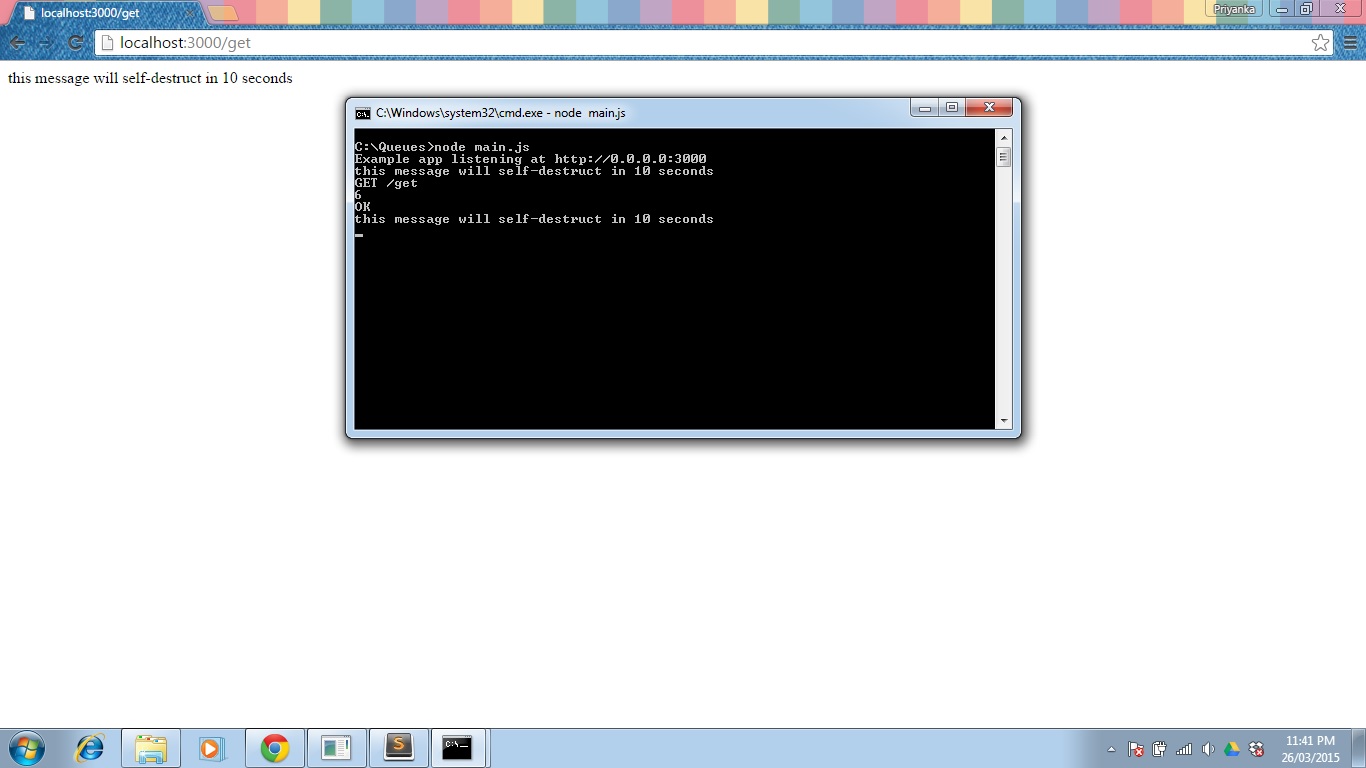 localhost:3000/get
Priyanka
localhost:3000/get
this message will self-destruct in 10 seconds
C:\Windows\system32\cmd.exe - node  main.js
C:\Queues>node main.js
Example app listening at http://0.0.0.0:3000
this message will self-destruct in 10 seconds
GET /get
6
OK
this message will self-destruct in 10 seconds
11:41 PM
26/03/2015